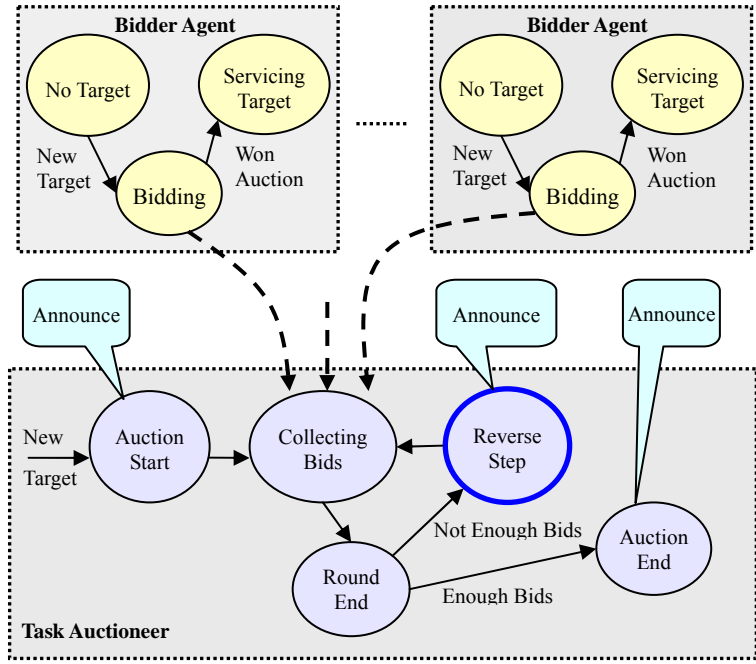 Bidder Agent
No Target
Servicing
Target
New
Target
Won
Auction
Bidding
Bidder Agent
No Target
Servicing
Target
New
Target
Won
Auction
Bidding
Announce
Announce
Announce
New
Target
Auction
Start
Collecting
Bids
Reverse
Step
Not Enough Bids
Round
End
Enough Bids
Auction
End
Task Auctioneer